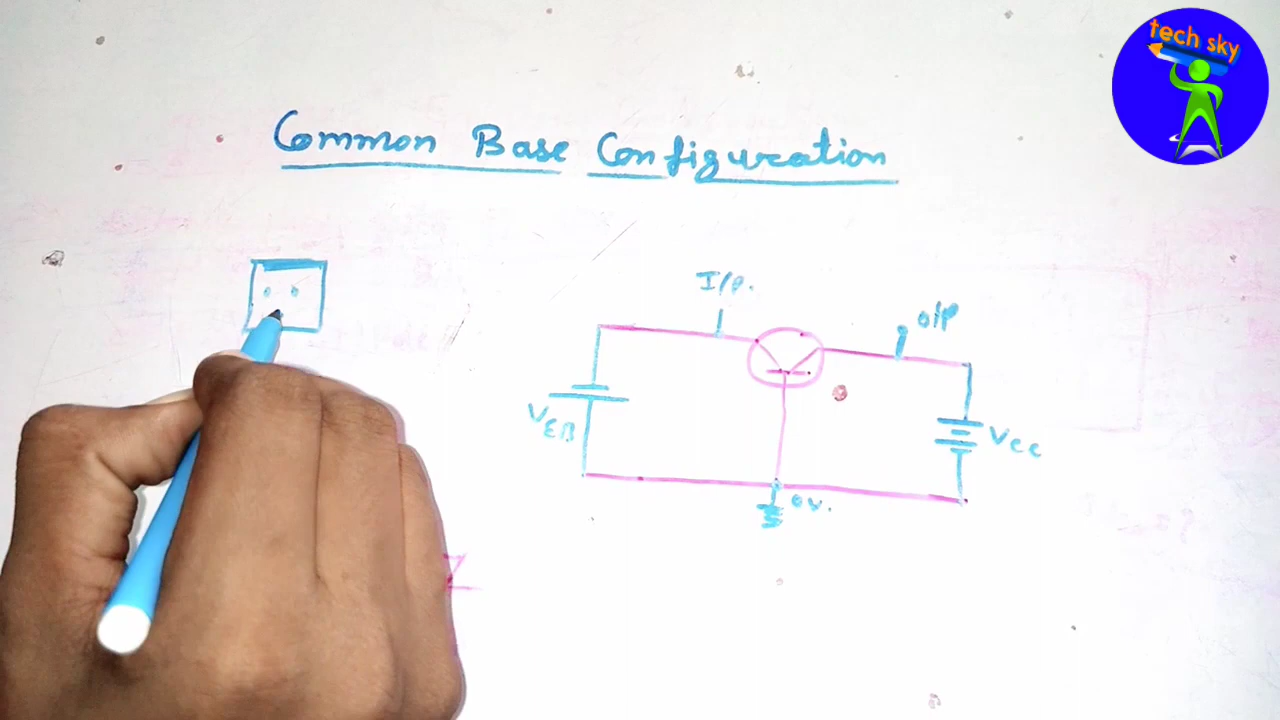 tech sky
Common Base Configuration
I/P.
O/P
VEB
VCC
0V.